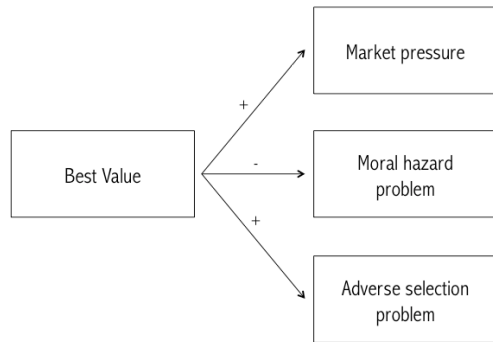 Market pressure
+
Best Value
-
Moral hazard
problem
+
Adverse selection
problem